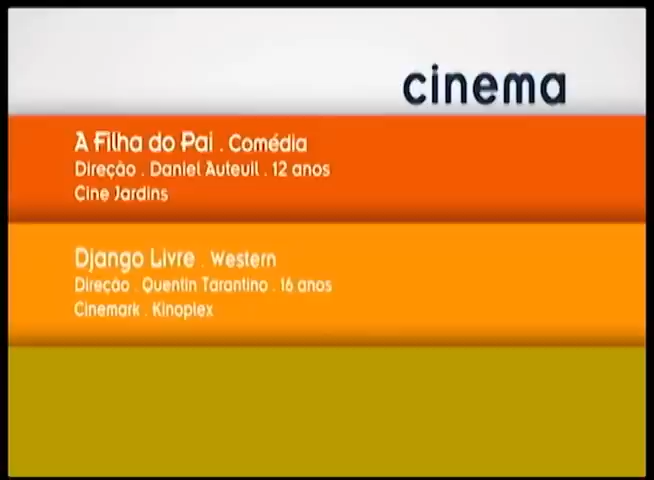 cinema
A Filha do Pai . Comédia
Direção . Daniel Auteuil . 12 anos
Cine Jardins
Django Livre . Western
Direção . Quentin Tarantino . 16 anos
Cinemark . Kinoplex